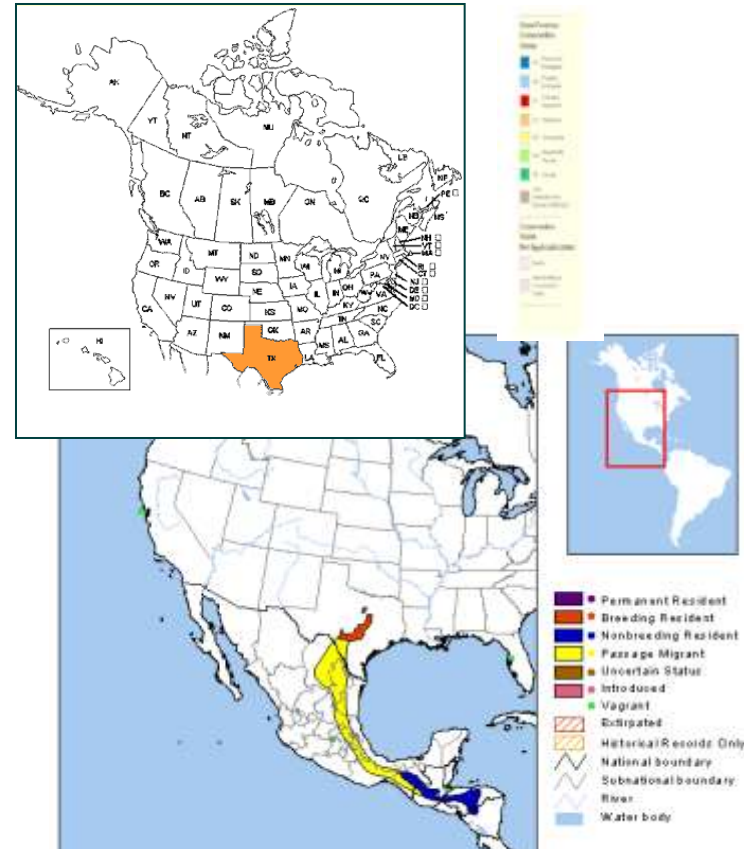 AK
YT
NT
NU
BC
AB
SK
MB
ON
QC
LB
NF
PE
NB
NS
ME
NH
VT
MA
RI
CT
NJ
DE
MD
DC
WA
OR
ID
MT
ND
MN
WI
MI
NY
WY
SD
IA
NE
IL
IN
OH
PA
CA
NV
UT
CO
KS
KY
VA
AZ
NM
OK
AR
TN
NC
SC
TX
LA
MS
AL
GA
FL
HI
Permanent Resident
Breeding Resident
Nonbreeding Resident
Passage Migrant
Uncertain Status
Introduced
Vagrant
Extirpated
Historical Records Only
National boundary
Subnational boundary
River
Water body